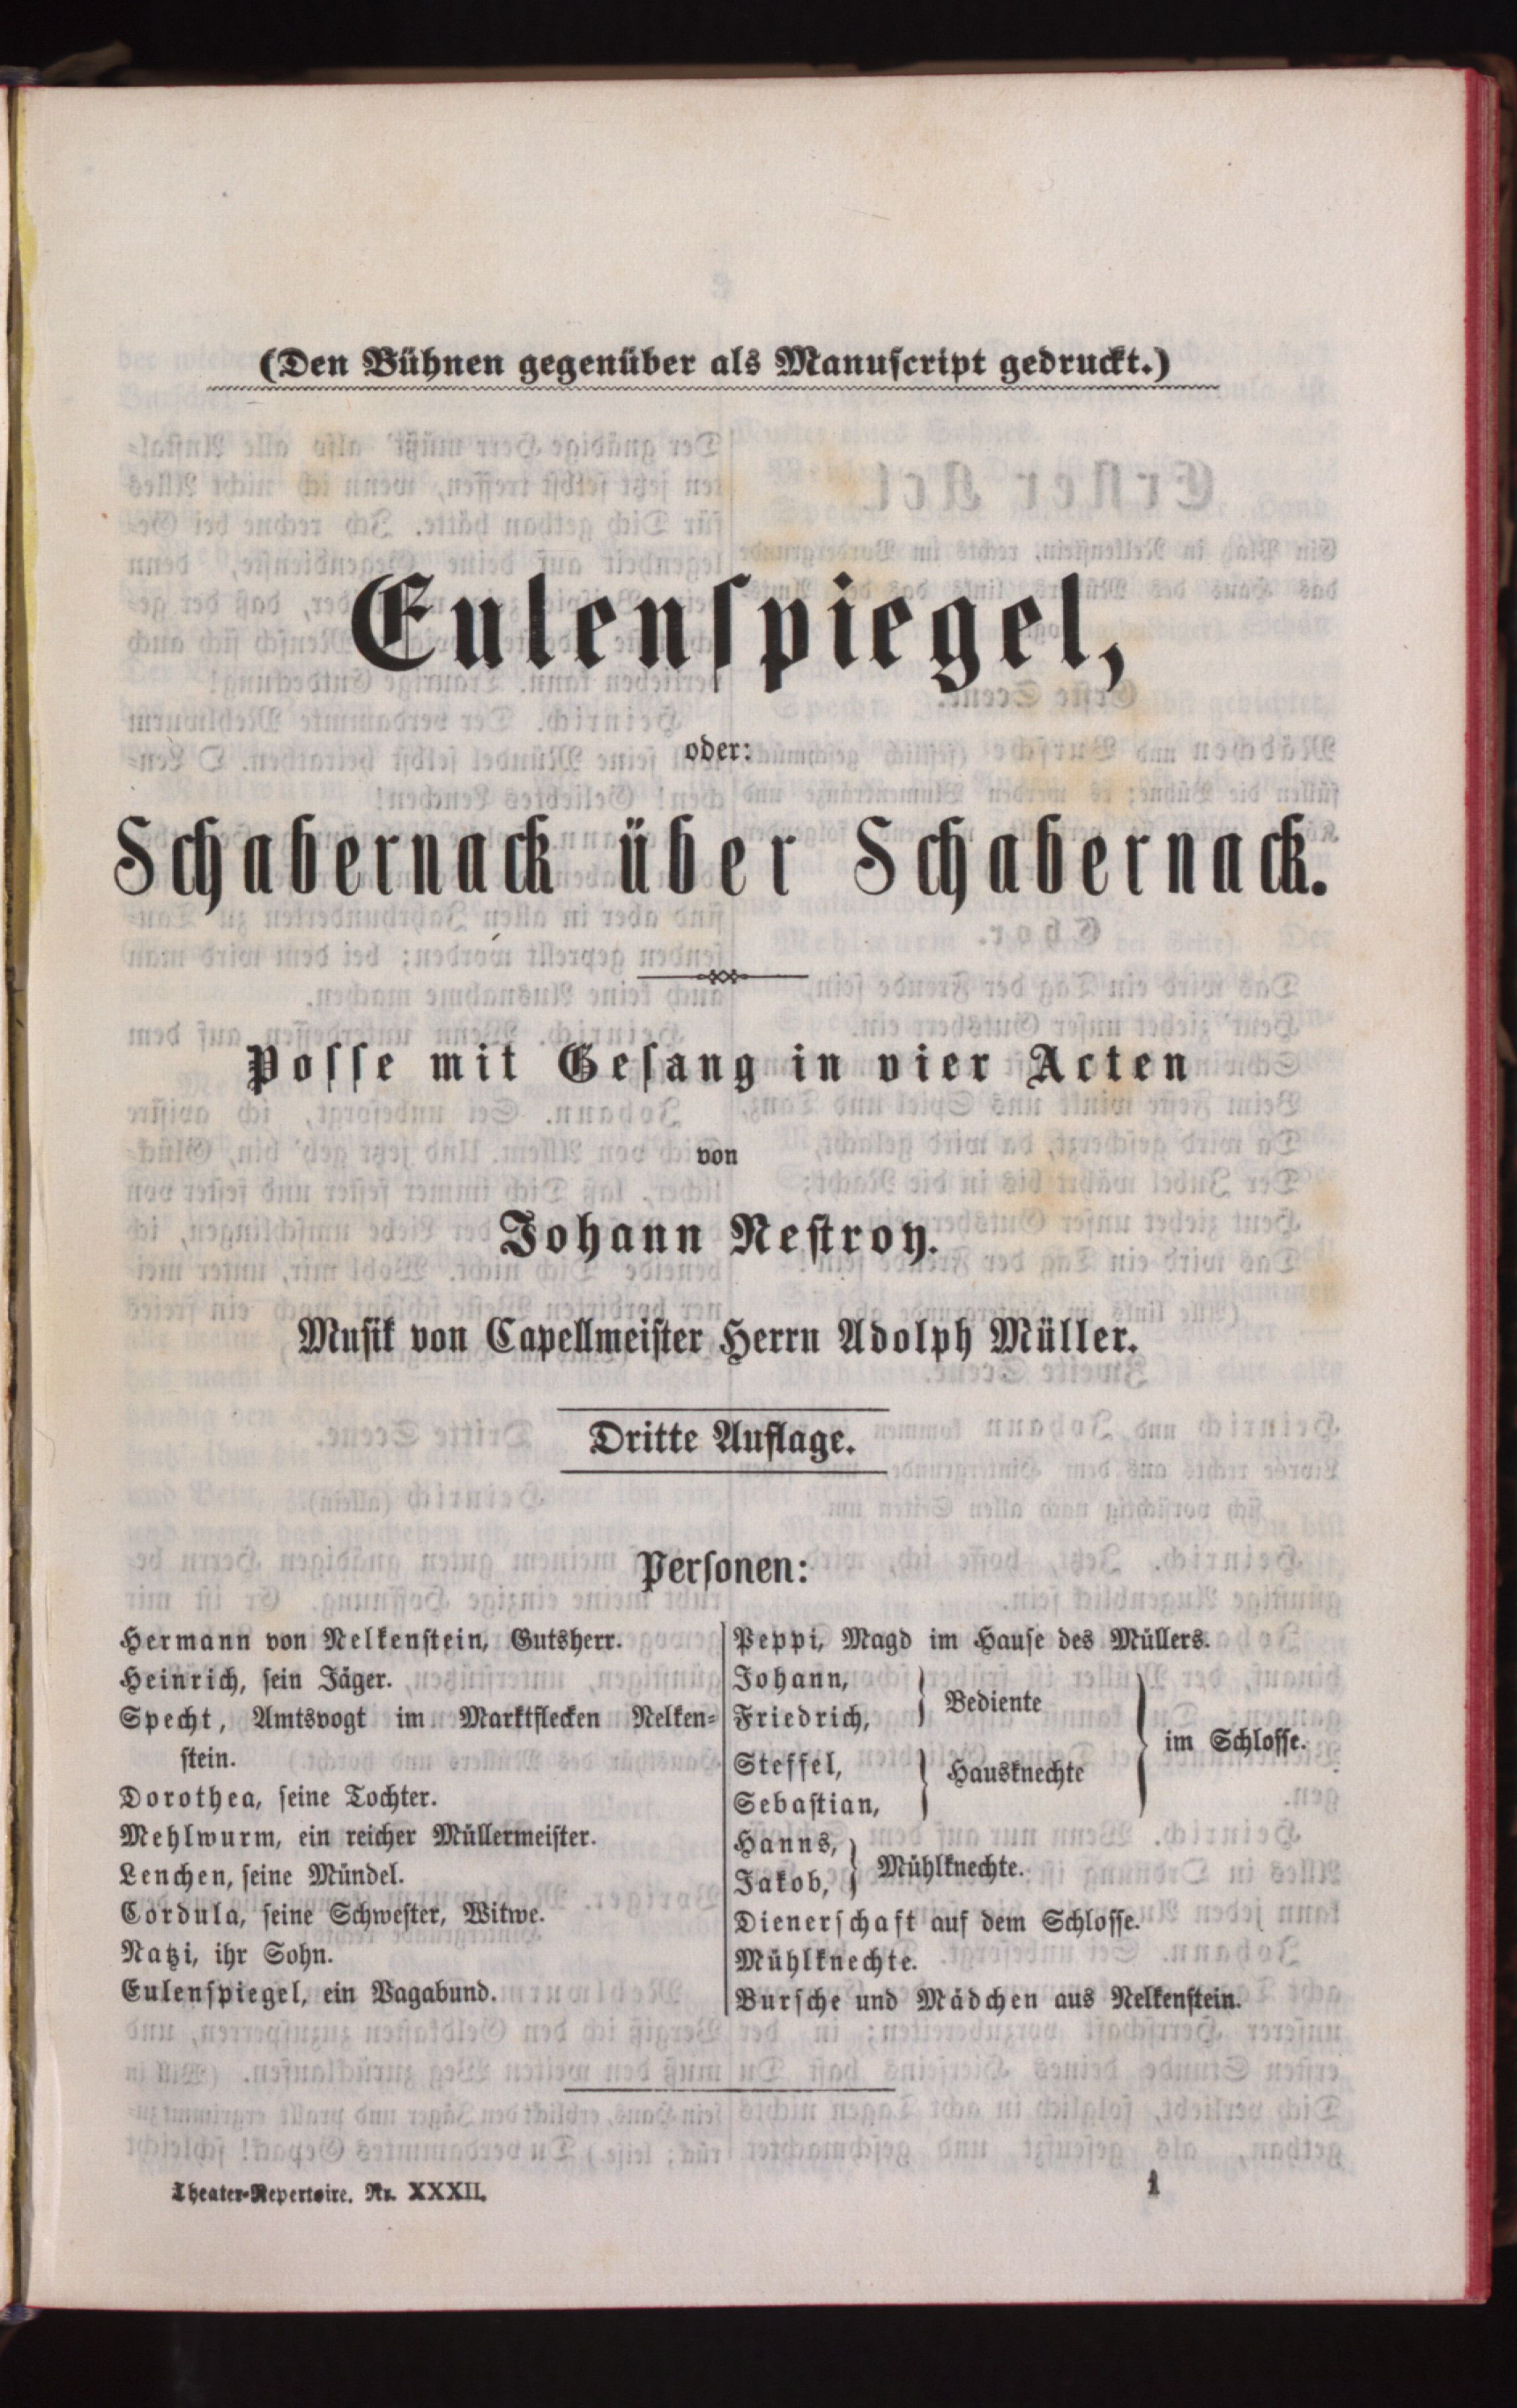 (Den Bühnen gegenüber als Manuscript gedruckt.)
Eulenspiegel,
oder:
Schabernack über Schabernack.
Posse mit Gesang in vier Acten
von
Johann Nestroy.
Musik von Capellmeister Herrn Adolph Müller.
Dritte Auflage.
Personen:
Hermann von Nelkenstein, Gutsherr.
Heinrich, sein Jäger.
Specht, Amtsvogt im Marktflecken Nelken-
stein.
Dorothea, seine Tochter.
Mehlwurm, ein reicher Müllermeister.
Lenchen, seine Mündel.
Cordula, seine Schwester, Witwe.
Natzi, ihr Sohn.
Eulenspiegel, ein Vagabund.
Peppi, Magd im Hause des Müllers.
Johann,
Friedrich,
Bediente
Steffel,
Sebastian,
Hausknechte
im Schlosse.
Hanns,
Jakob,
Mühlknechte.
Dienerschaft auf dem Schlosse.
Mühlknechte.
Bursche und Mädchen aus Nelkenstein.
Theater-Repertoire. Nr. XXXII.
1